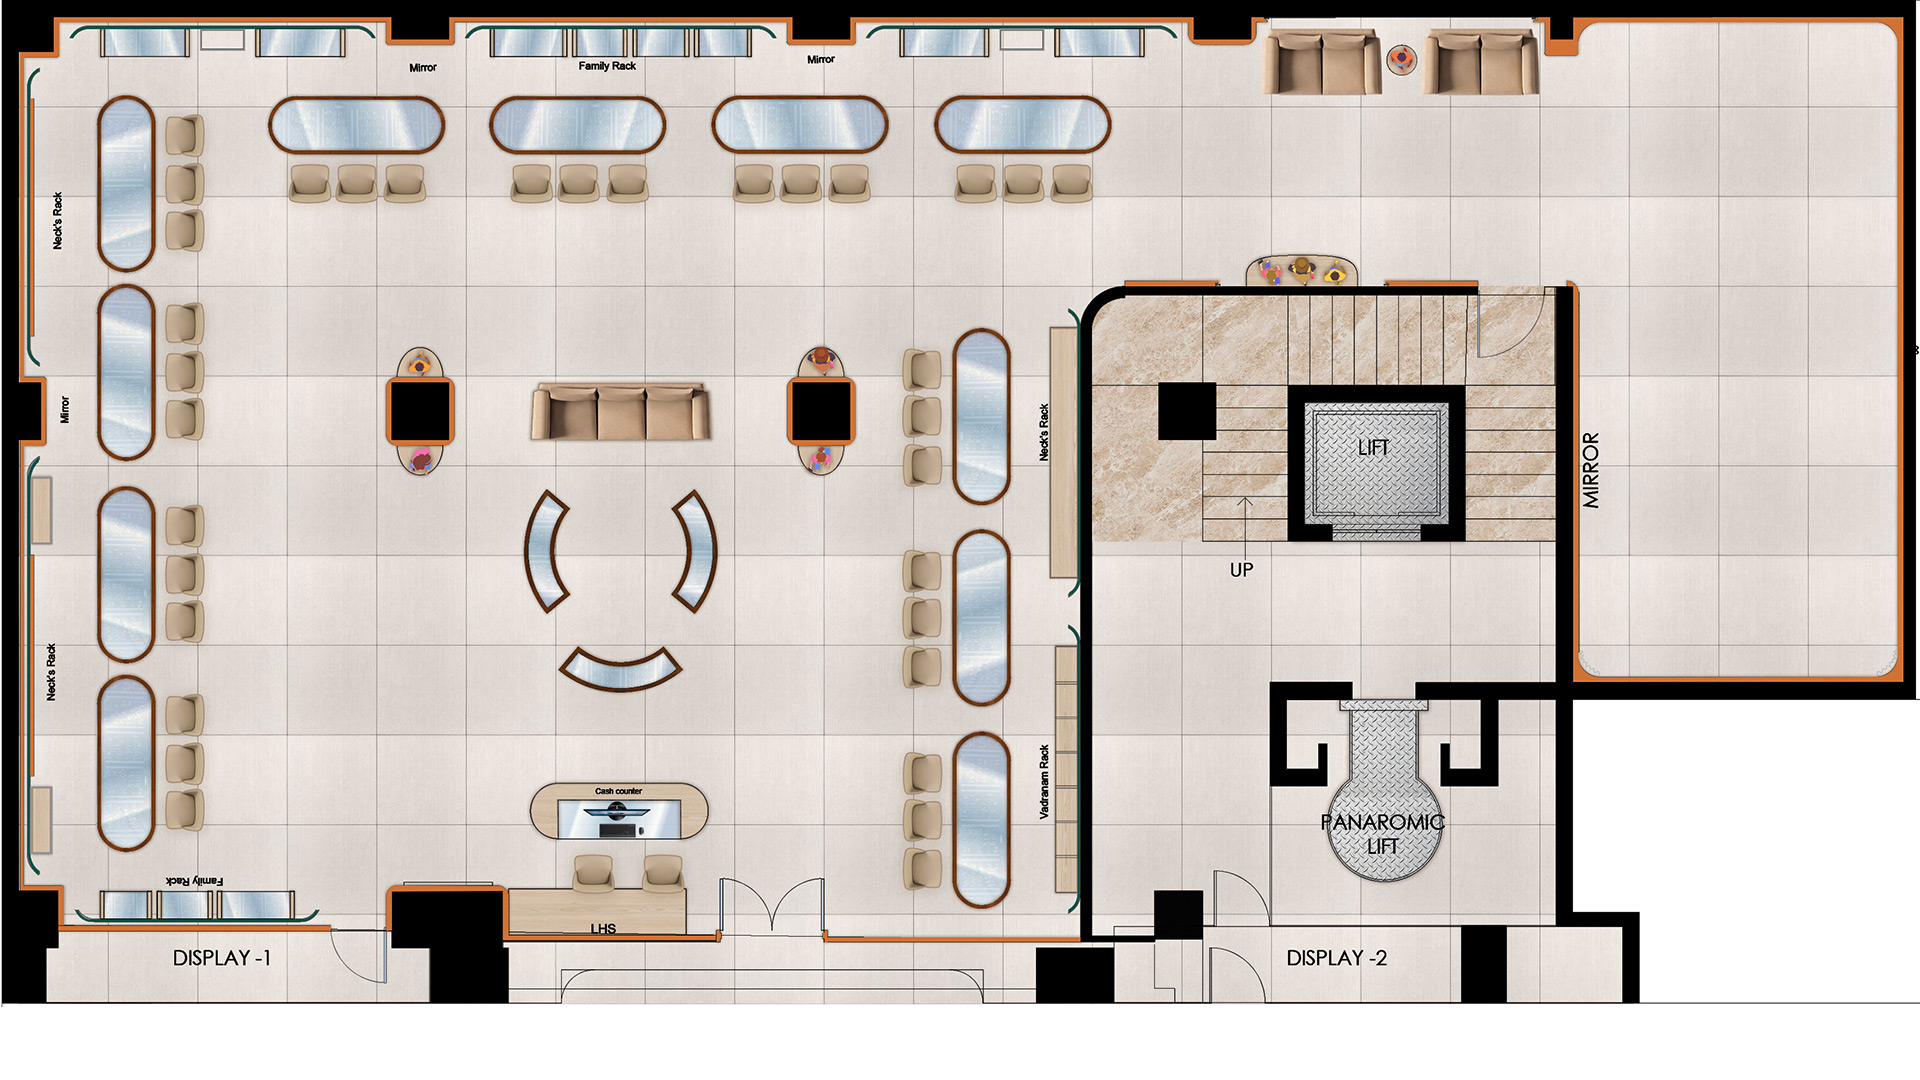 Mirror
Family Rack
Mirror
Neck's Rack
Mirror
Neck's Rack
Neck's Rack
LIFT
MIRROR
UP
Vadranam Rack
Cash counter
PANAROMIC
LIFT
Family Rack
LHS
DISPLAY -1
DISPLAY -2